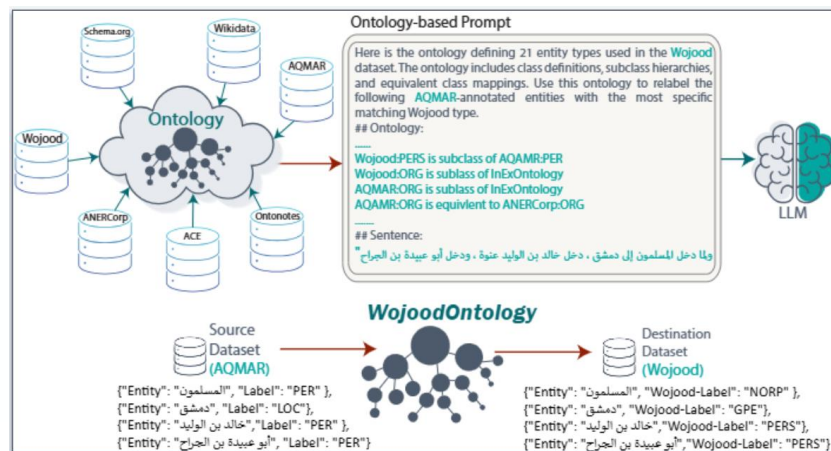 Ontology-based Prompt
Schema.org
Wikidata
AQMAR
Ontology
Wojood
ANERCorp
ACE
Ontonotes
Here is the ontology defining 21 entity types used in the Wojood
dataset. The ontology includes class definitions, subclass hierarchies,
and equivalent class mappings. Use this ontology to relabel the
following AQMAR-annotated entities with the most specific
matching Wojood type.
## Ontology:
......
Wojood:PERS is subclass of AQAMR:PER
Wojood:ORG is sublass of InExOntology
AQMAR:ORG is sublass of InExOntology
AQAMR:ORG is equivlent to ANERCorp:ORG
......
## Sentence:
ولما دخل المسلمون إلى دمشق ، دخل خالد بن الوليد عنوة ، ودخل أبو عبيدة بن الجراح"
LLM
WojoodOntology
Source
Dataset
(AQMAR)
{"Entity": "المسلمون", "Label": "PER" },
{"Entity": "دمشق", "Label": "LOC"},
{"Entity": "خالد بن الوليد","Label": "PER" },
{"Entity": "أبو عبيدة بن الجراح", "Label": "PER"}
Destination
Dataset
(Wojood)
{"Entity": "المسلمون", "Wojood-Label": "NORP" },
{"Entity": "دمشق", "Wojood-Label": "GPE"},
{"Entity": "خالد بن الوليد","Wojood-Label": "PERS"},
{"Entity": "أبو عبيدة بن الجراح","Wojood-Label": "PERS"}